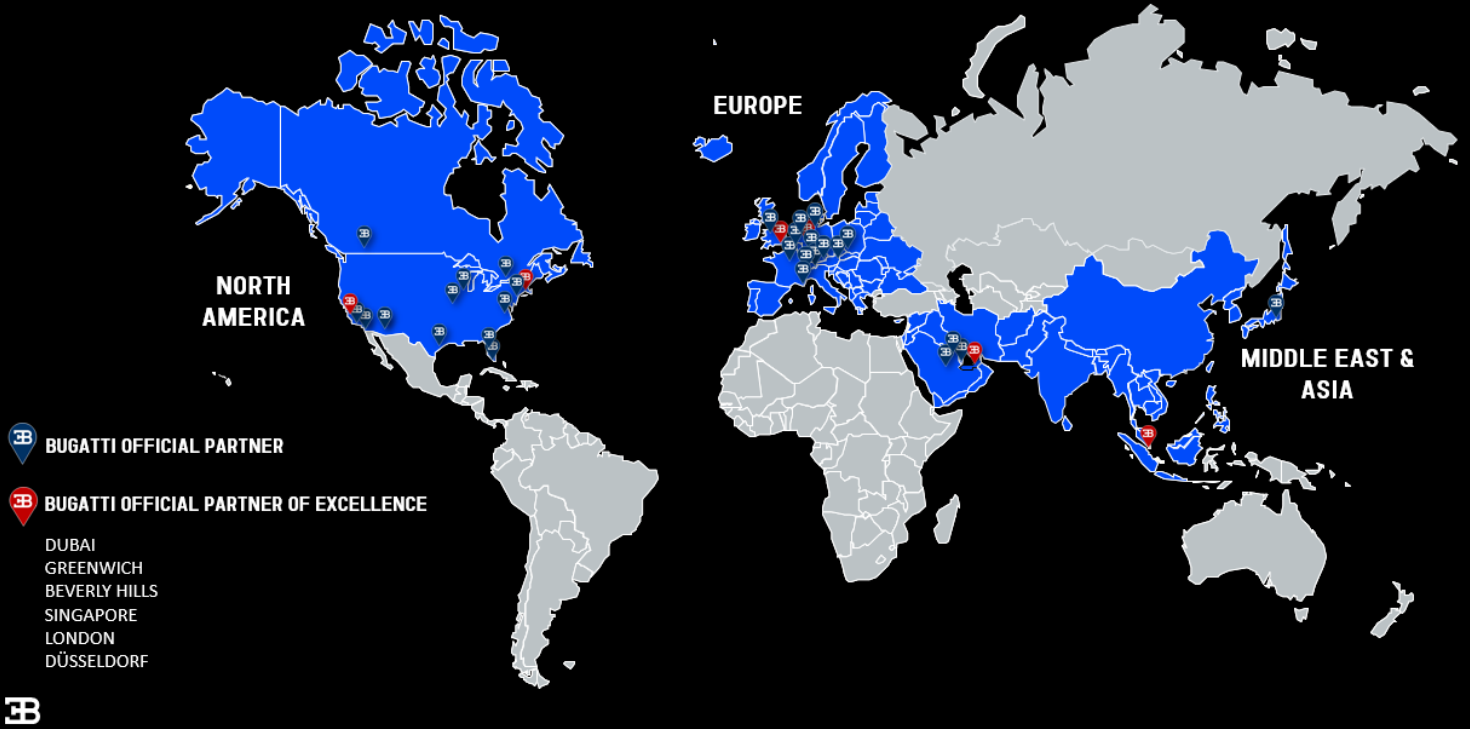 EUROPE
NORTH
AMERICA
MIDDLE EAST &
ASIA
BUGATTI OFFICIAL PARTNER
BUGATTI OFFICIAL PARTNER OF EXCELLENCE
DUBAI
GREENWICH
BEVERLY HILLS
SINGAPORE
LONDON
DÜSSELDORF